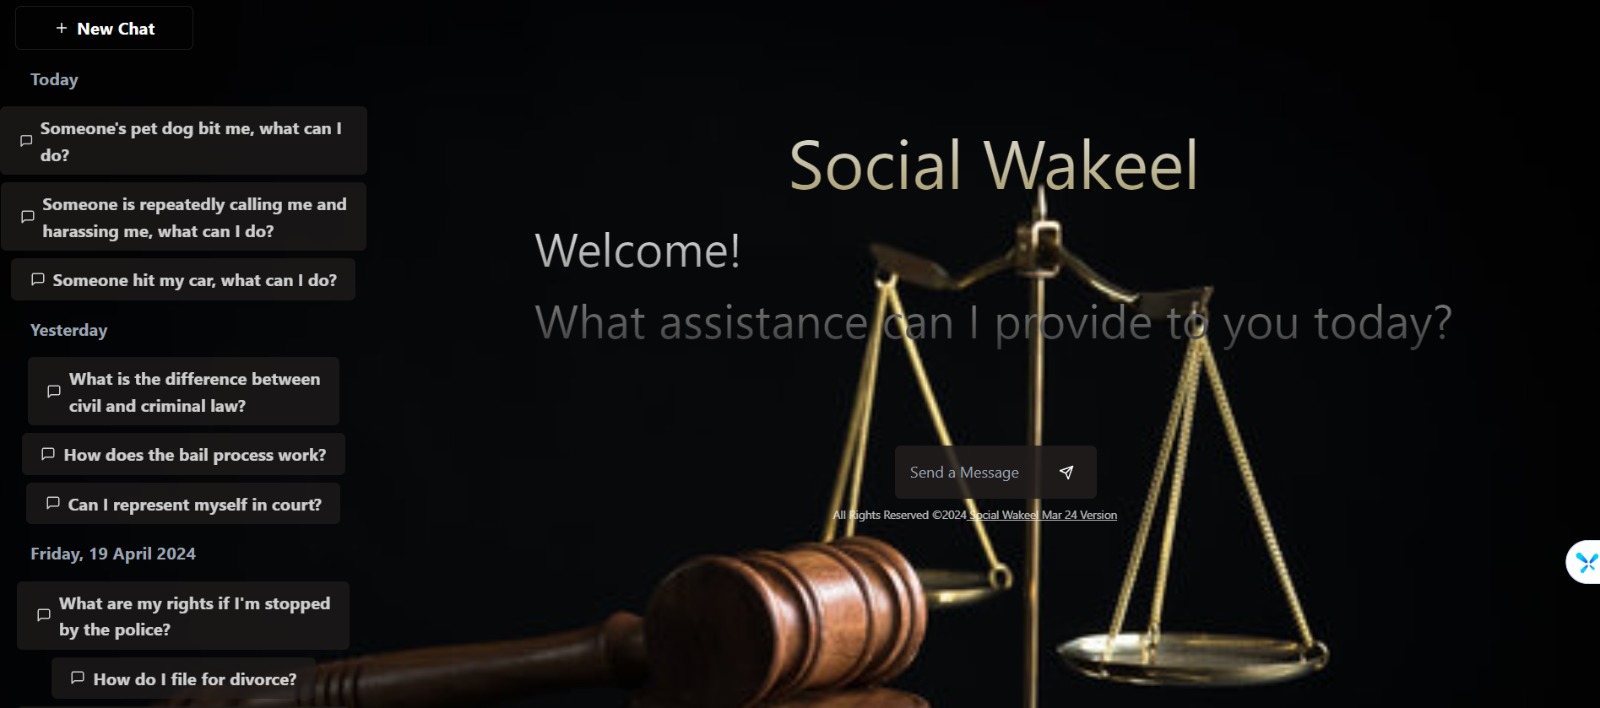 + New Chat
Today
Someone's pet dog bit me, what can I
do?
Someone is repeatedly calling me and
harassing me, what can I do?
Someone hit my car, what can I do?
Yesterday
What is the difference between
civil and criminal law?
How does the bail process work?
Can I represent myself in court?
Friday, 19 April 2024
What are my rights if I'm stopped
by the police?
How do I file for divorce?
Social Wakeel
Welcome!
What assistance can I provide to you today?
Send a Message
All Rights Reserved ©2024 Social Wakeel Mar 24 Version